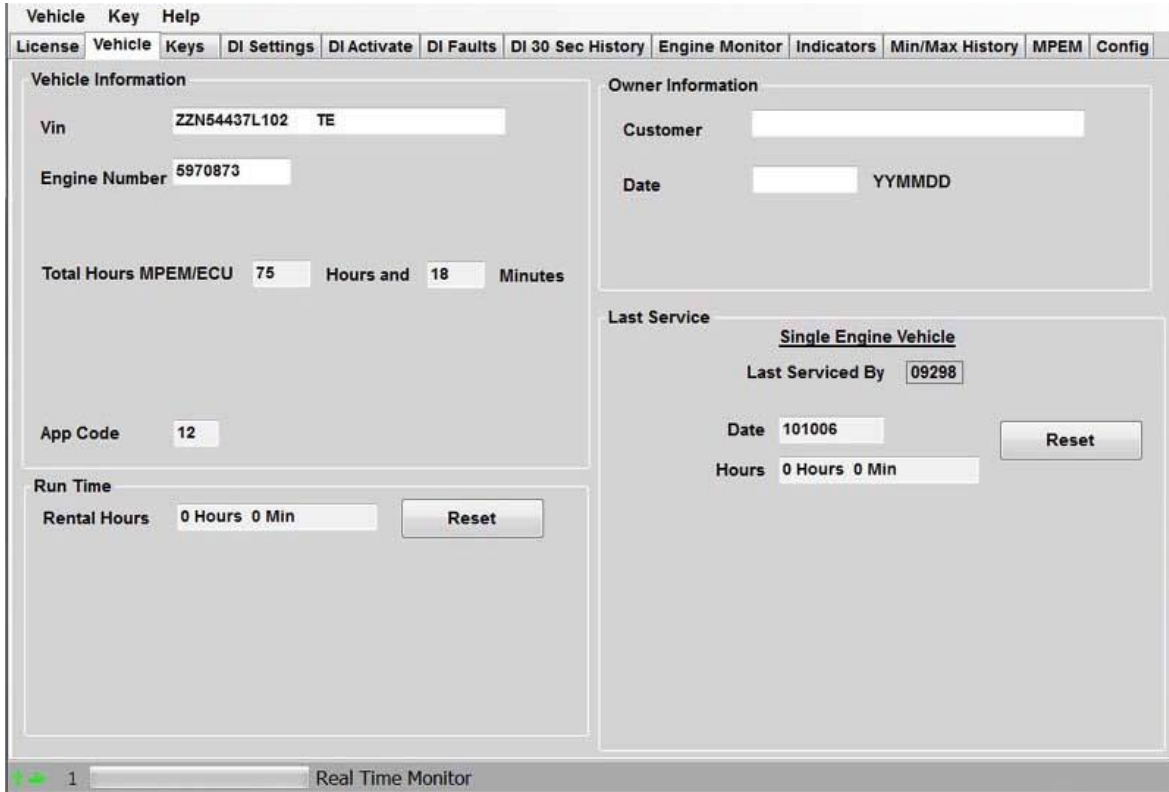 Vehicle Key Help
License Vehicle Keys DI Settings DI Activate DI Faults DI 30 Sec History Engine Monitor Indicators Min/Max History MPEM Config
Vehicle Information
Vin ZZN54437L102 TE
Engine Number 5970873
Total Hours MPEM/ECU 75 Hours and 18 Minutes
App Code 12
Run Time
Rental Hours 0 Hours 0 Min Reset
Owner Information
Customer
Date YYMMDD
Last Service
Single Engine Vehicle
Last Serviced By 09298
Date 101006
Reset
Hours 0 Hours 0 Min
1 Real Time Monitor